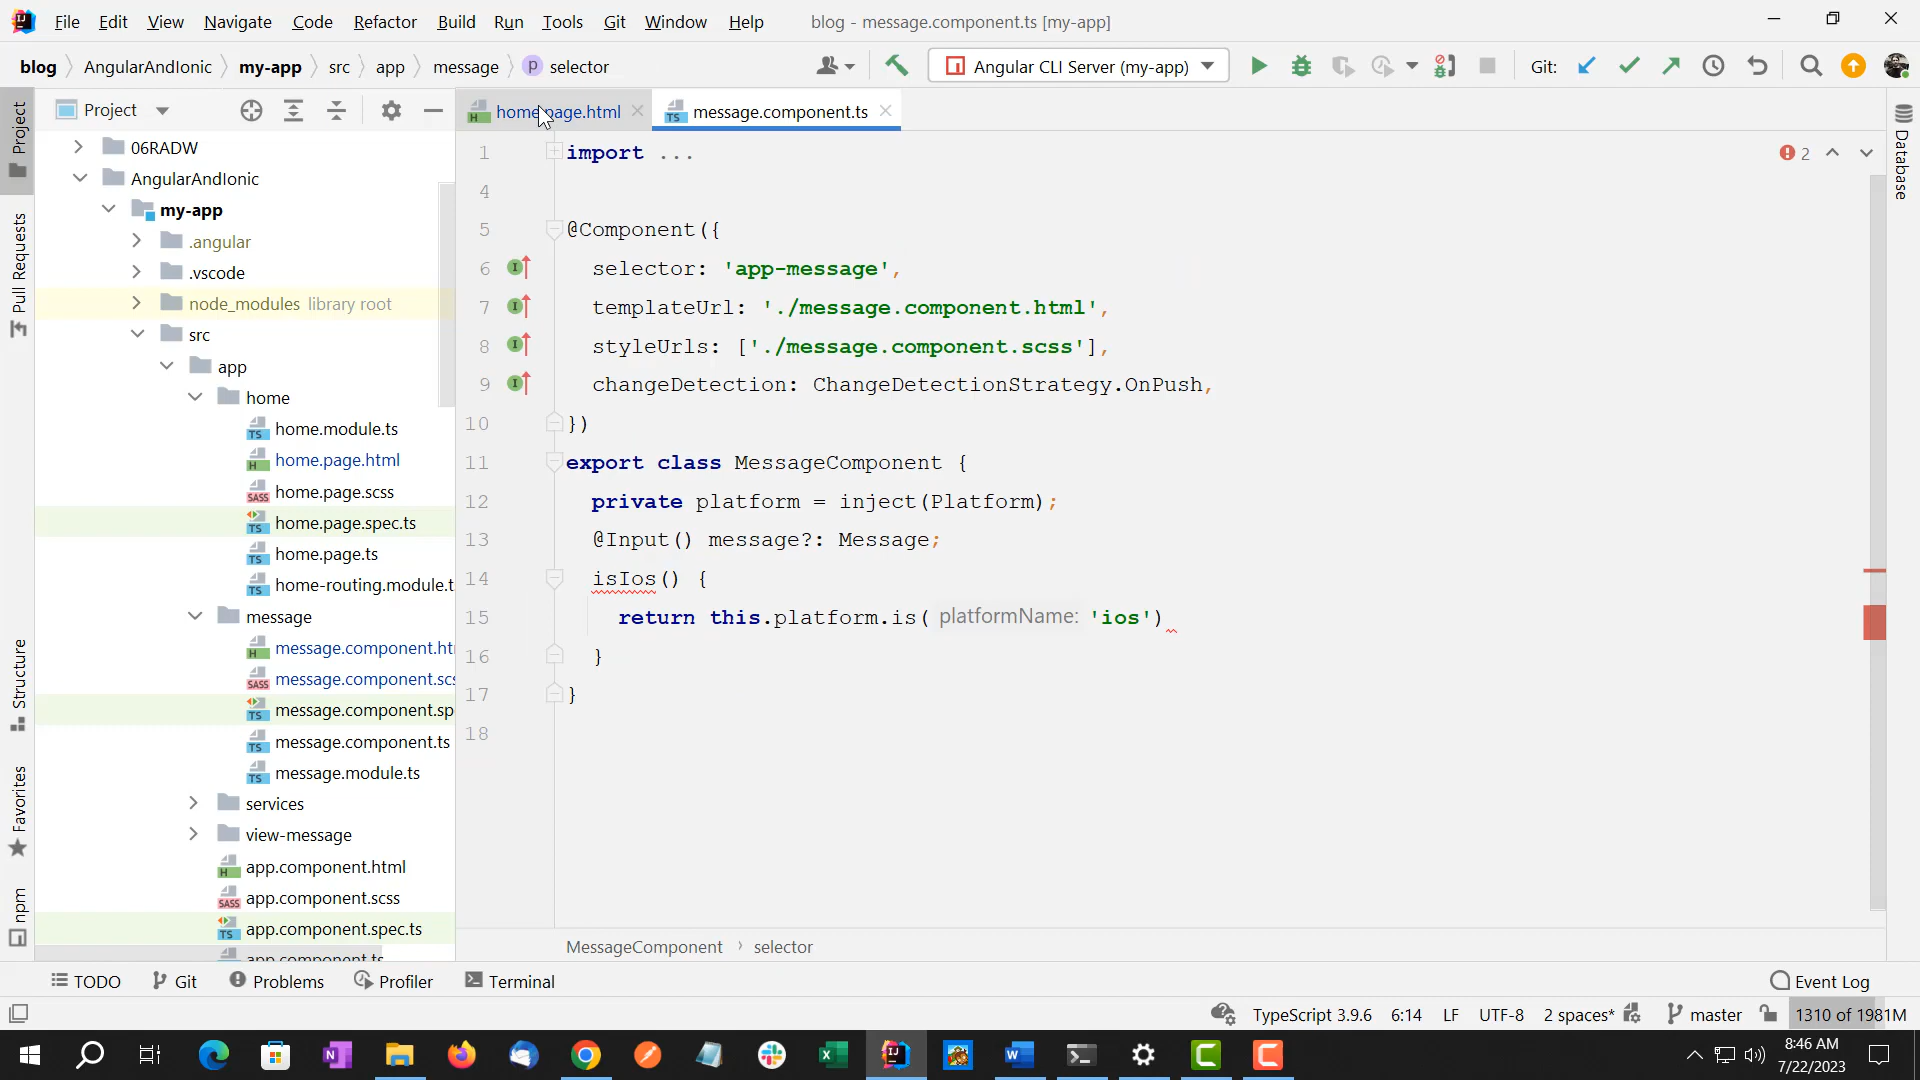 File Edit View Navigate Code Refactor Build Run Tools Git Window Help blog - message.component.ts [my-app]
blog AngularAndIonic my-app src app message p selector Angular CLI Server (my-app) Git:
Project home.page.html message.component.ts
06RADW
AngularAndIonic
my-app
.angular
.vscode
node_modules library root
src
app
home
home.module.ts
home.page.html
home.page.scss
home.page.spec.ts
home.page.ts
home-routing.module.t
message
message.component.ht
message.component.sc
message.component.sp
message.component.ts
message.module.ts
services
view-message
app.component.html
app.component.scss
app.component.spec.ts
app.component.ts
1 import ...
4
5 @Component({
6 selector: 'app-message',
7 templateUrl: './message.component.html',
8 styleUrls: ['./message.component.scss'],
9 changeDetection: ChangeDetectionStrategy.OnPush,
10 })
11 export class MessageComponent {
12 private platform = inject(Platform);
13 @Input() message?: Message;
14 isIos() {
15 return this.platform.is( platformName: 'ios')
16 }
17 }
18
2
MessageComponent selector
Project
Pull Requests
Structure
Favorites
npm
Database
TODO Git Problems Profiler Terminal Event Log
TypeScript 3.9.6 6:14 LF UTF-8 2 spaces* master 1310 of 1981M
8:46 AM
7/22/2023